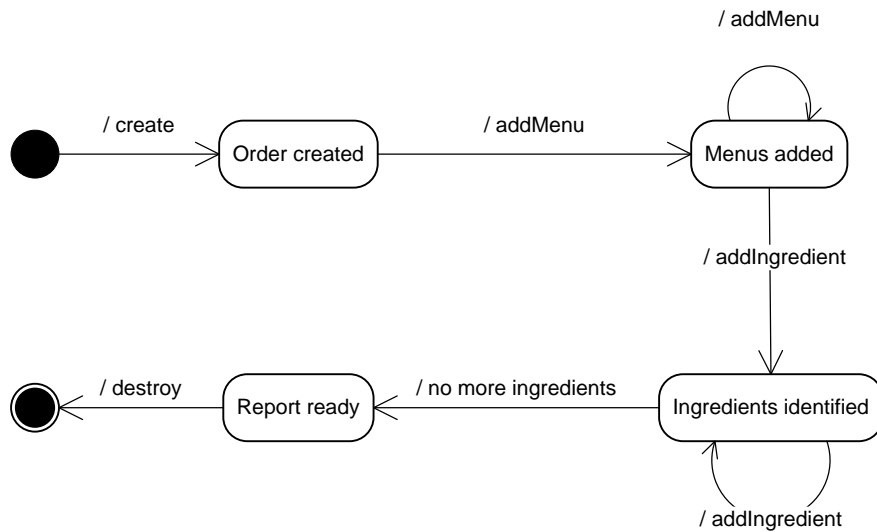 / addMenu
/ create
/ addMenu
Order created
Menus added
/ addIngredient
/ destroy
/ no more ingredients
Report ready
Ingredients identified
/ addIngredient